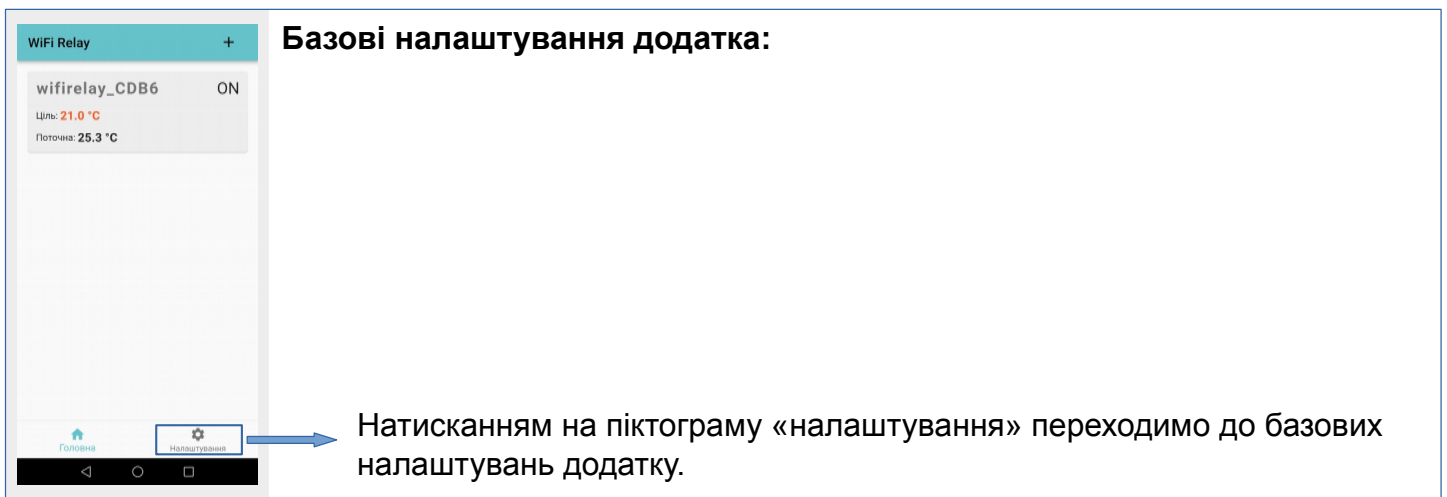 WiFi Relay +
Базові налаштування додатка:
wifirelay_CDB6 ON
Ціль: 21.0 °C
Поточна: 25.3 °C
Головна
Налаштування
Натисканням на піктограму «налаштування» переходимо до базових
налаштувань додатку.